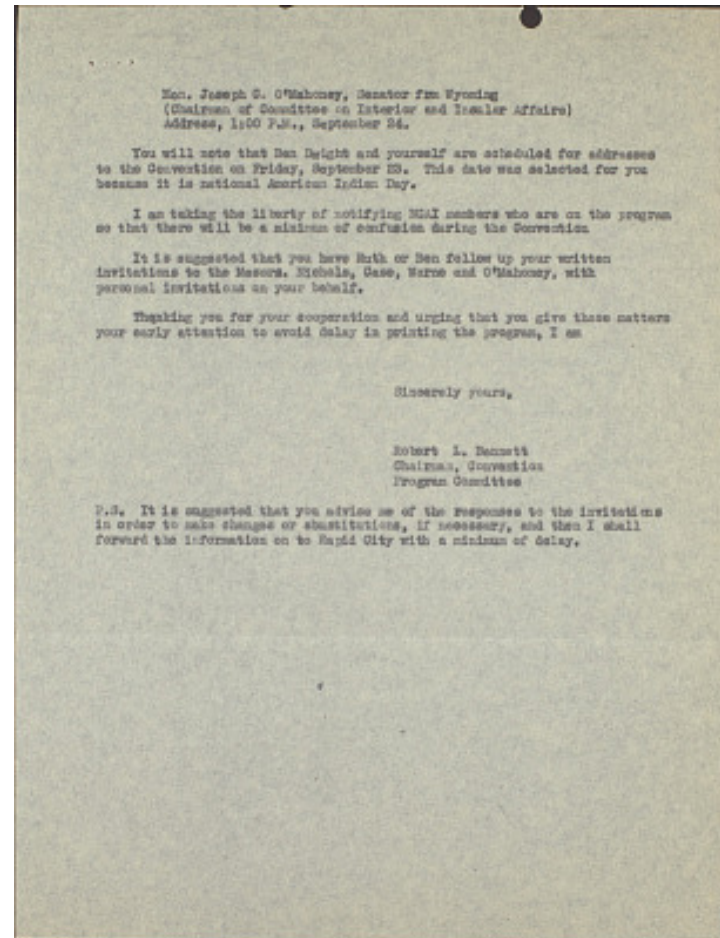 Hon. Joseph C. O'Mahoney, Senator frm Wyoming
(Chairman of Committee on Interior and Insular Affairs)
Address, 1:00 P.M., September 24.
You will note that Ben Dwight and yourself are scheduled for addresses
to the Convention on Friday, September 23. This date was selected for you
because it is national American Indian Day.
I am taking the liberty of notifying NCAI members who are on the program
so that there will be a minimum of confusion during the Convention
It is suggested that you have Ruth or Ben follow up your written
invitations to the Messrs. Nichols, Case, Warne and O'Mahoney, with
personal invitations on your behalf.
Thanking you for your cooperation and urging that you give these matters
your early attention to avoid delay in printing the program, I am
Sincerely yours,
Robert L. Bennett
Chairman, Convention
Program Committee
P.S. It is suggested that you advise me of the responses to the invitations
in order to make changes or sbustitutions, if necessary, and then I shall
forward the information on to Rapid City with a minimum of delay.